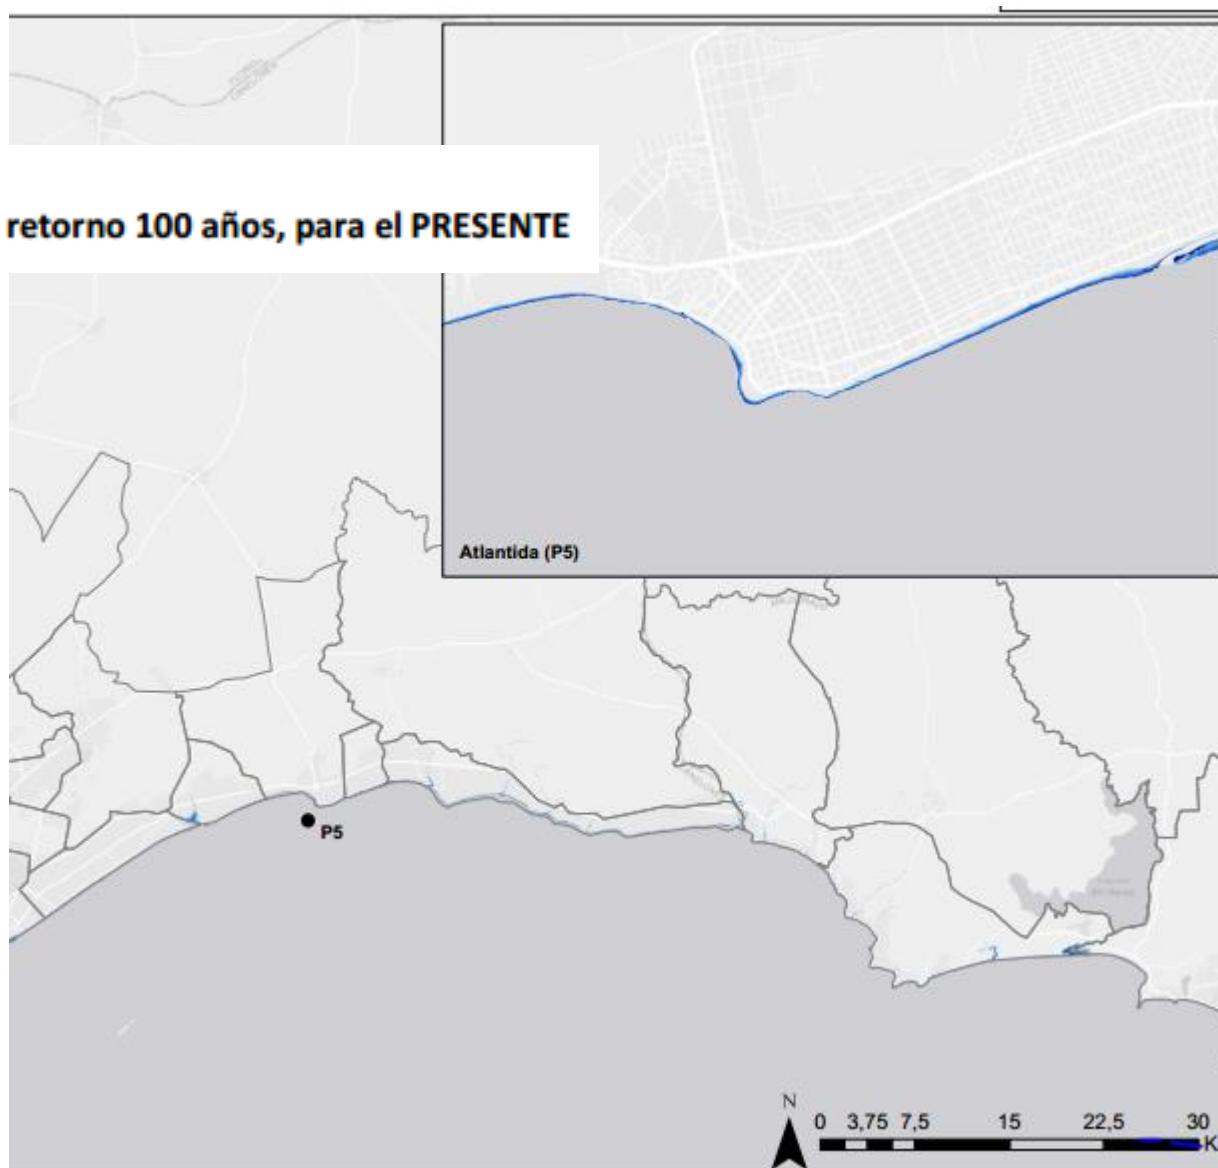 retorno 100 años, para el PRESENTE
Atlantida (P5)
P5
N
0 3,75 7,5 15 22,5 30
K